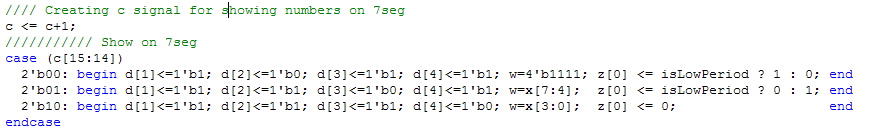 //// Creating c signal for showing numbers on 7seg
c <= c+1;
/////////// Show on 7seg
case (c[15:14])
  2'b00: begin d[1]<=1'b1; d[2]<=1'b0; d[3]<=1'b1; d[4]<=1'b1; w=4'b1111; z[0] <= isLowPeriod ? 1 : 0; end
  2'b01: begin d[1]<=1'b1; d[2]<=1'b1; d[3]<=1'b0; d[4]<=1'b1; w=x[7:4];  z[0] <= isLowPeriod ? 0 : 1; end
  2'b10: begin d[1]<=1'b1; d[2]<=1'b1; d[3]<=1'b1; d[4]<=1'b0; w=x[3:0];  z[0] <= 0;                   end
endcase